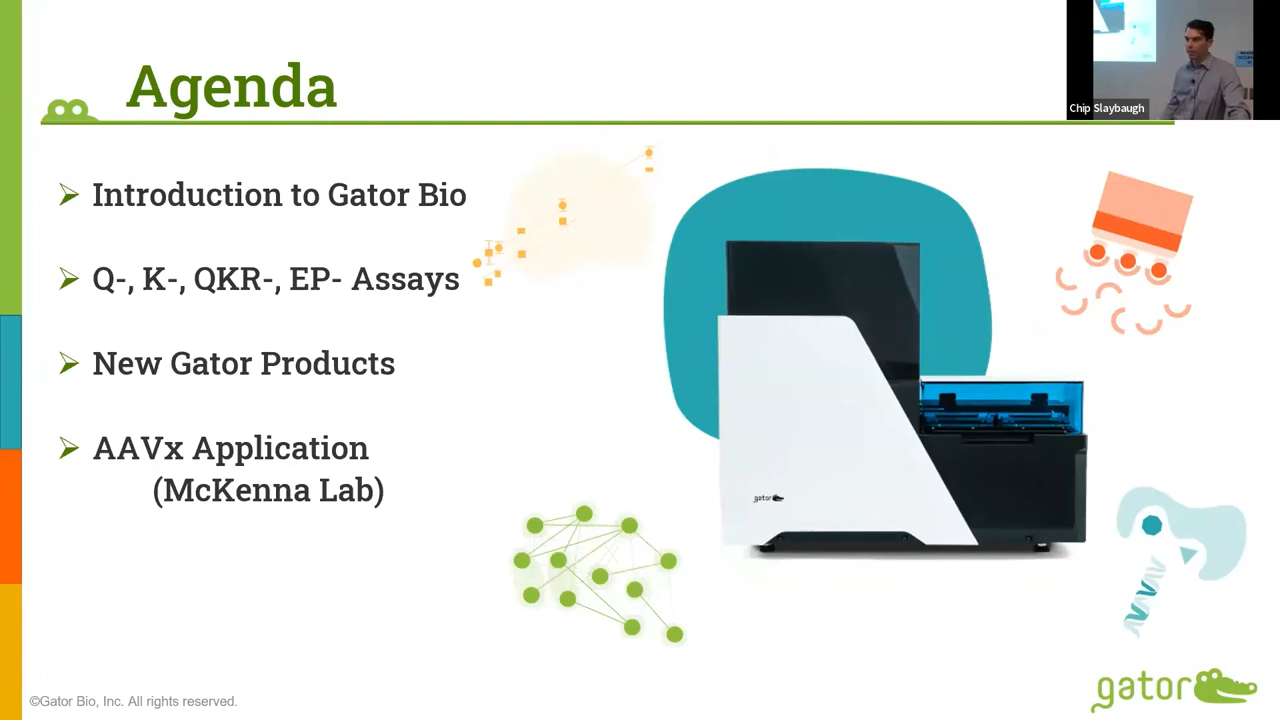 Agenda
Chip Slaybaugh
Introduction to Gator Bio
Q-, K-, QKR-, EP- Assays
New Gator Products
AAVx Application
(McKenna Lab)
gator
©Gator Bio, Inc. All rights reserved.
gator